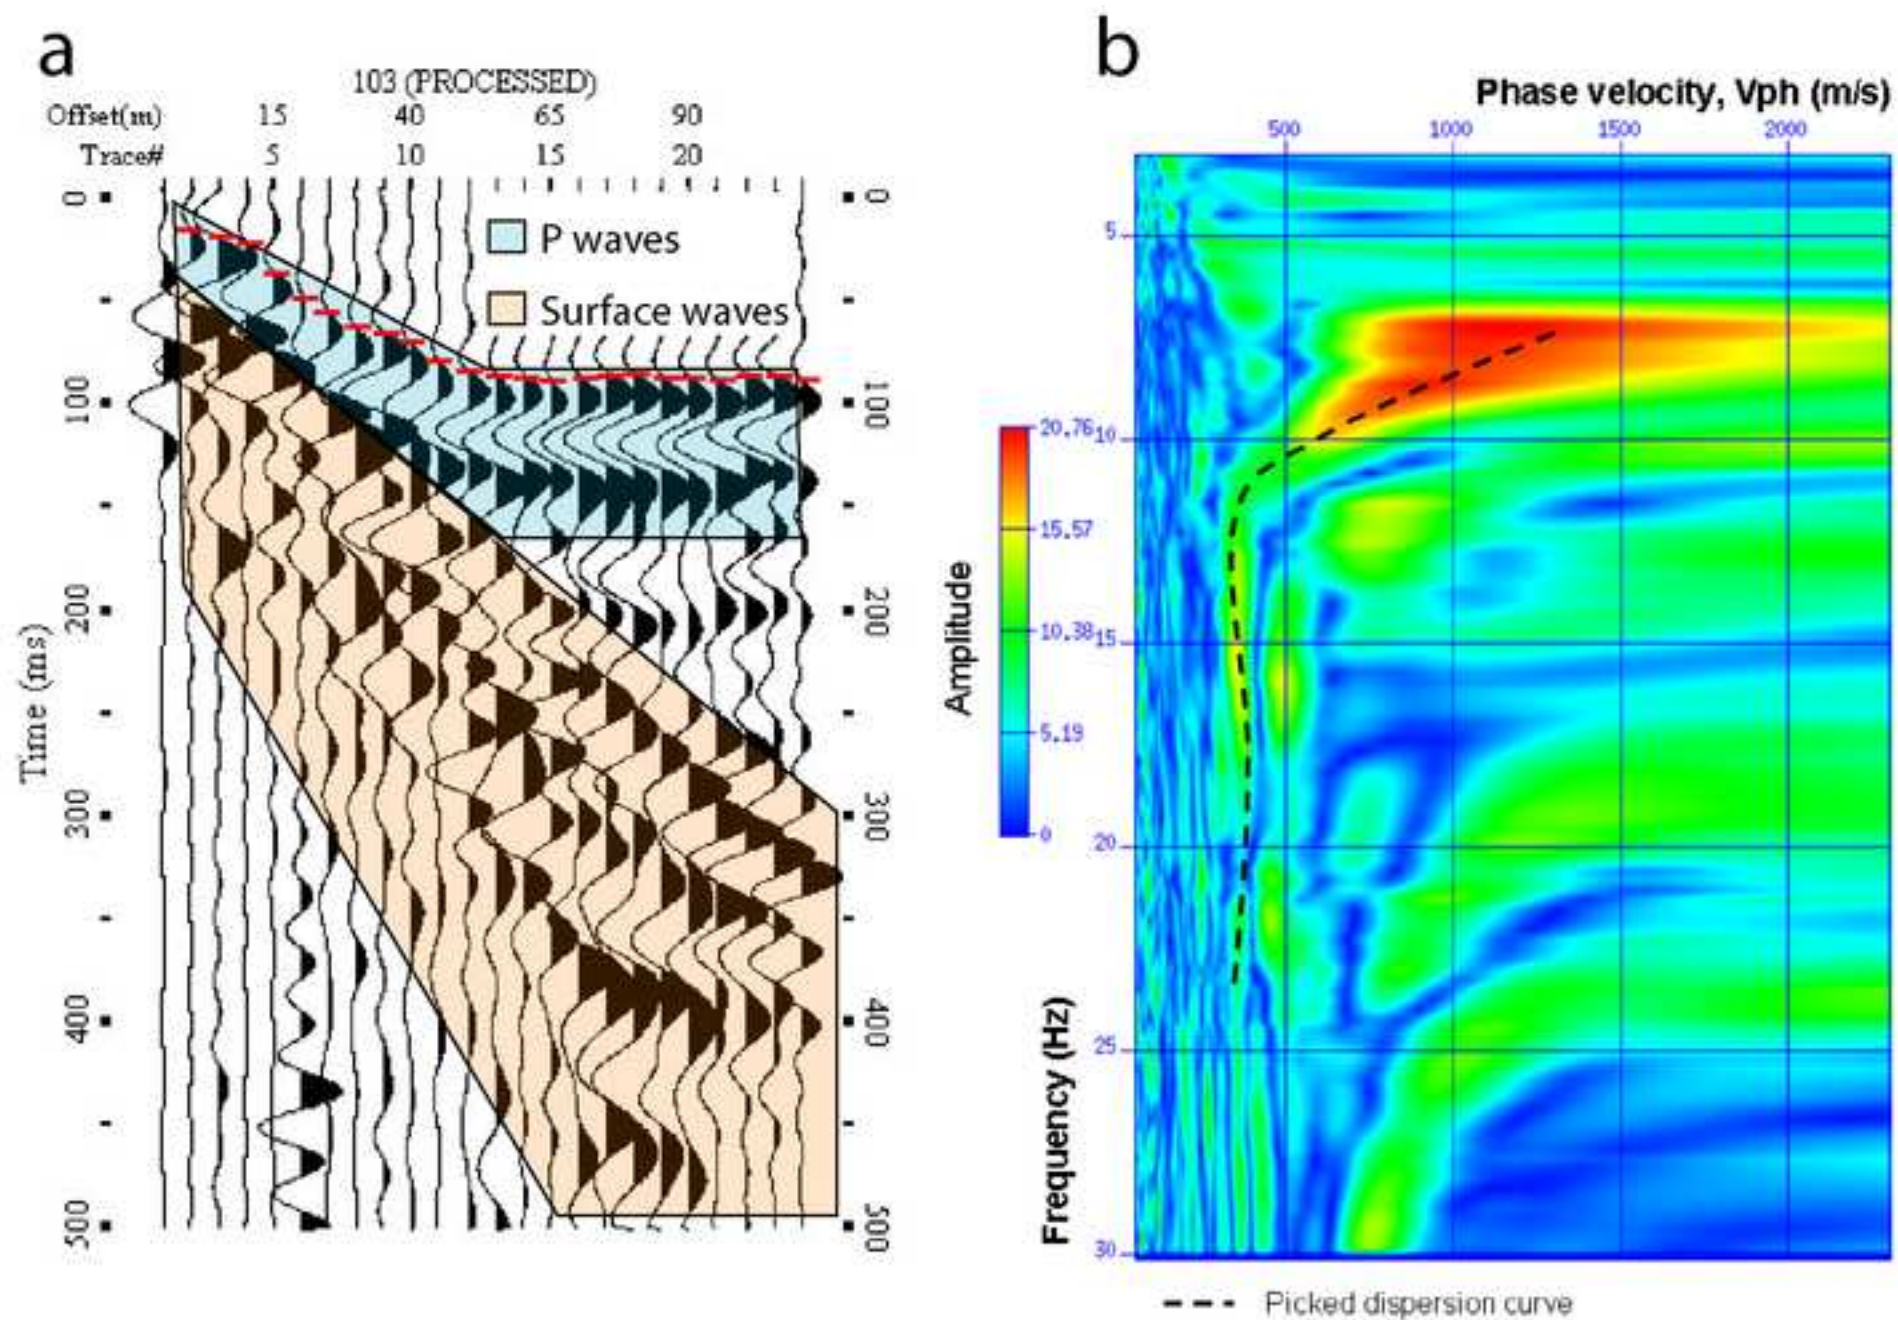 a
103 (PROCESSED)
Offset(m) 15 40 65 90
Trace# 5 10 15 20
0 0
P waves
Surface waves
100 100
200 200
Time (ms)
300 300
400 400
500 500
b
Phase velocity, Vph (m/s)
500 1000 1500 2000
5
20.76 10
15.57
10.38 15
5.19
0
20
25
30
Amplitude
Frequency (Hz)
Picked dispersion curve